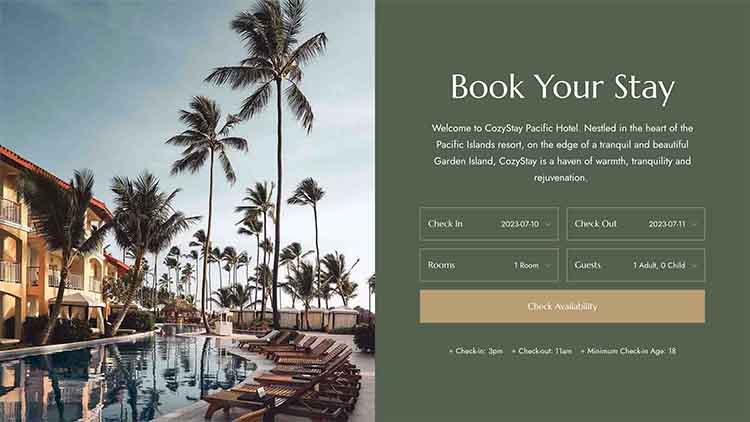 Book Your Stay
Welcome to CozyStay Pacific Hotel. Nestled in the heart of the
Pacific Islands resort, on the edge of a tranquil and beautiful
Garden Island, CozyStay is a haven of warmth, tranquility and
rejuvenation.
Check In 2023-07-10 Check Out 2023-07-11
Rooms 1 Room Guests 1 Adult, 0 Child
Check Availability
+ Check-in: 3pm + Check-out: 11am + Minimum Check-in Age: 18